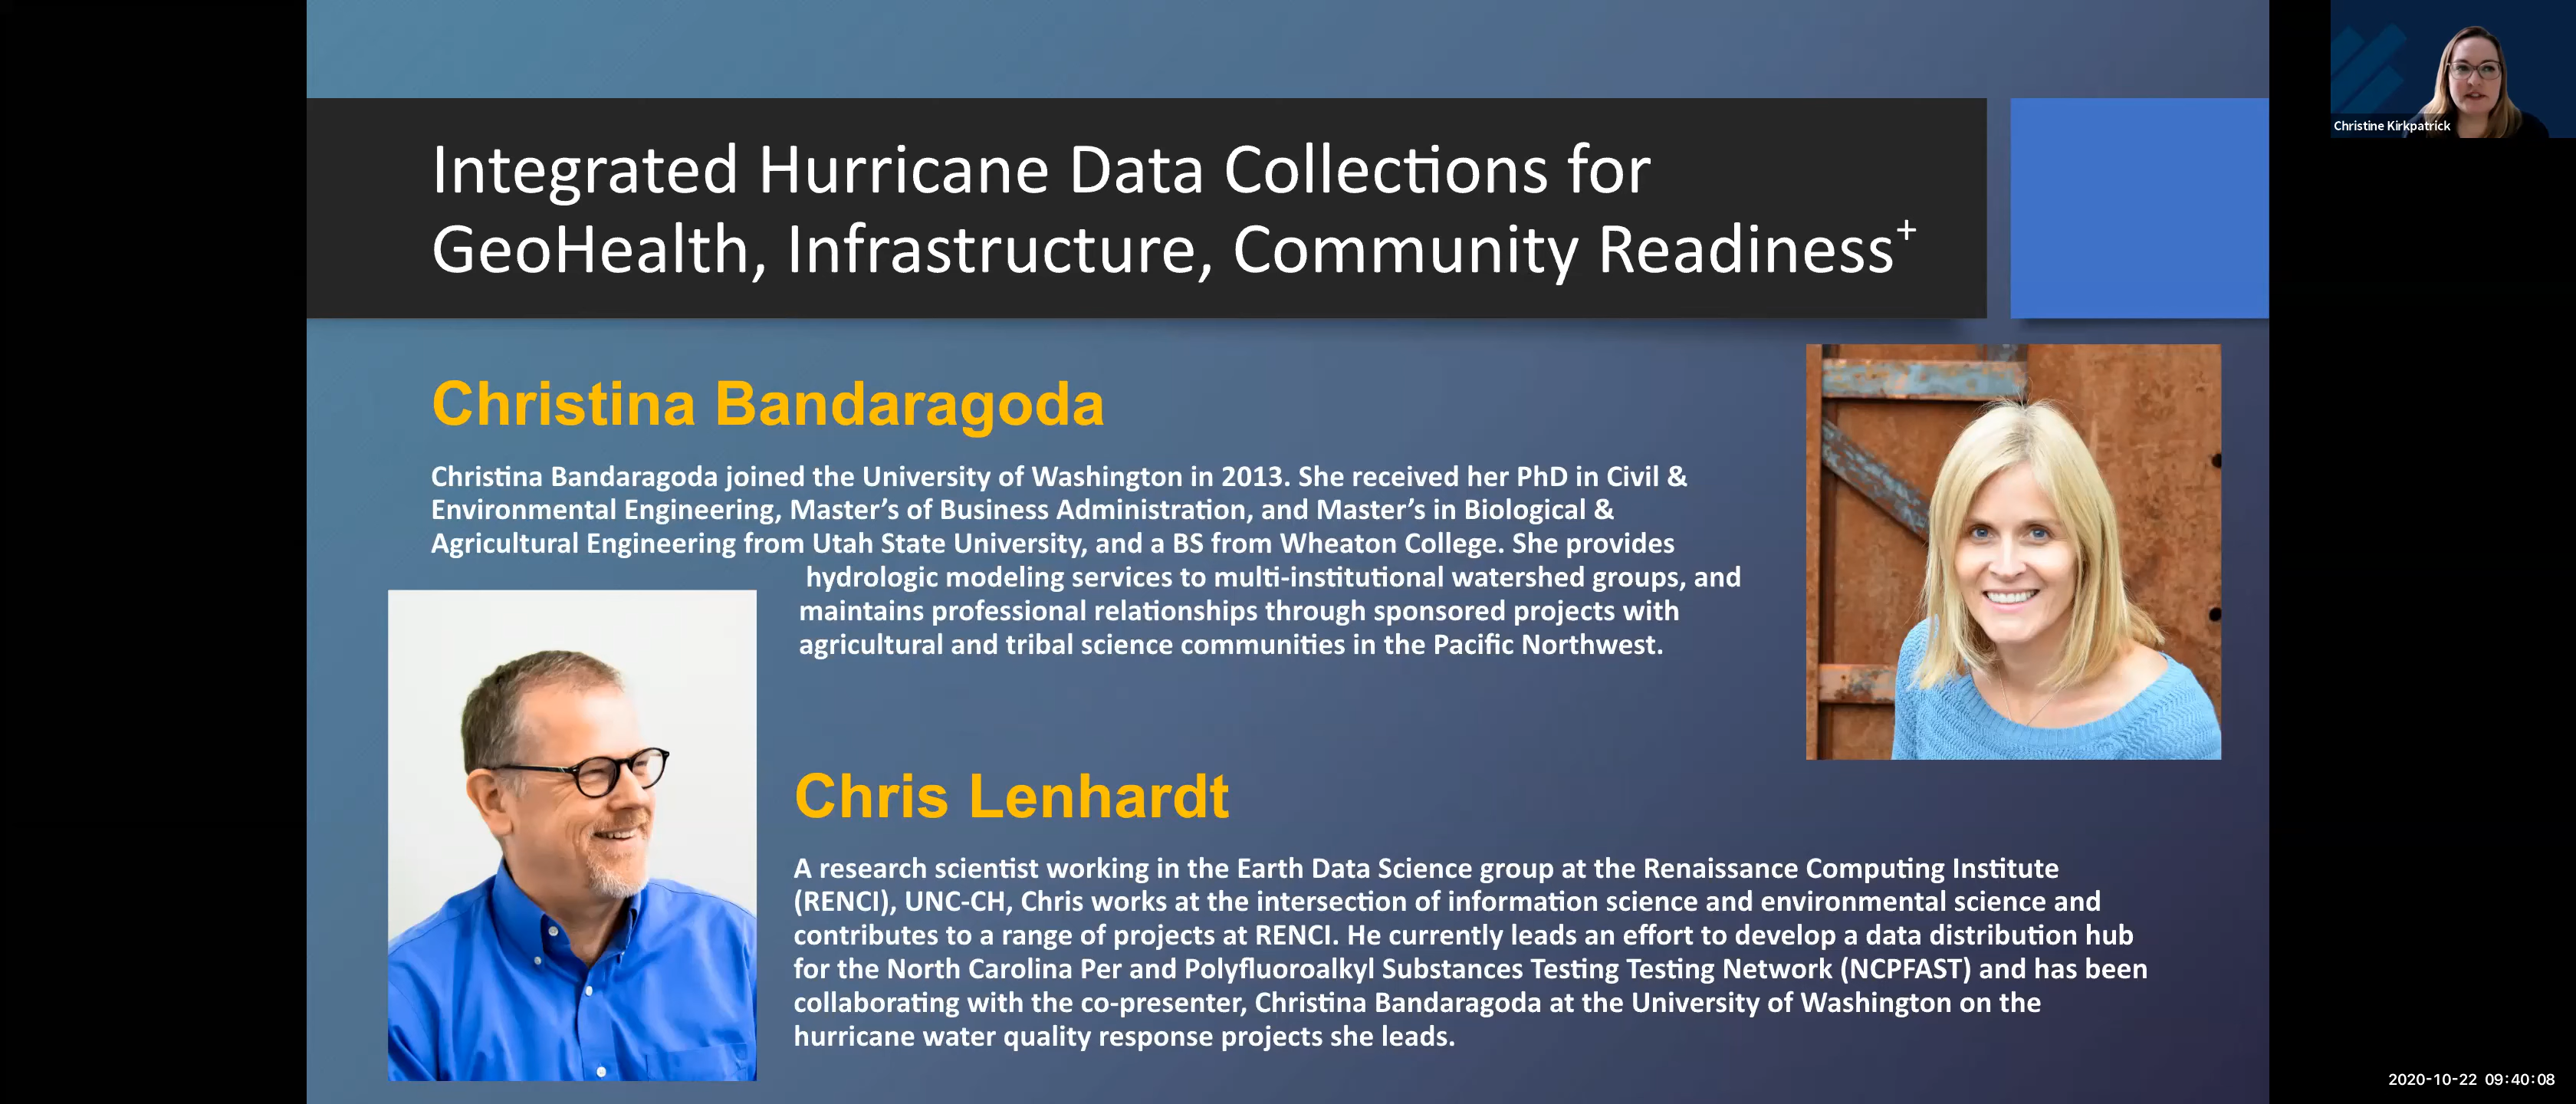 Integrated Hurricane Data Collections for
GeoHealth, Infrastructure, Community Readiness+
Christine Kirkpatrick
Christina Bandaragoda
Christina Bandaragoda joined the University of Washington in 2013. She received her PhD in Civil &
Environmental Engineering, Master’s of Business Administration, and Master’s in Biological &
Agricultural Engineering from Utah State University, and a BS from Wheaton College. She provides
hydrologic modeling services to multi-institutional watershed groups, and
maintains professional relationships through sponsored projects with
agricultural and tribal science communities in the Pacific Northwest.
Chris Lenhardt
A research scientist working in the Earth Data Science group at the Renaissance Computing Institute
(RENCI), UNC-CH, Chris works at the intersection of information science and environmental science and
contributes to a range of projects at RENCI. He currently leads an effort to develop a data distribution hub
for the North Carolina Per and Polyfluoroalkyl Substances Testing Testing Network (NCPFAST) and has been
collaborating with the co-presenter, Christina Bandaragoda at the University of Washington on the
hurricane water quality response projects she leads.
2020-10-22 09:40:08